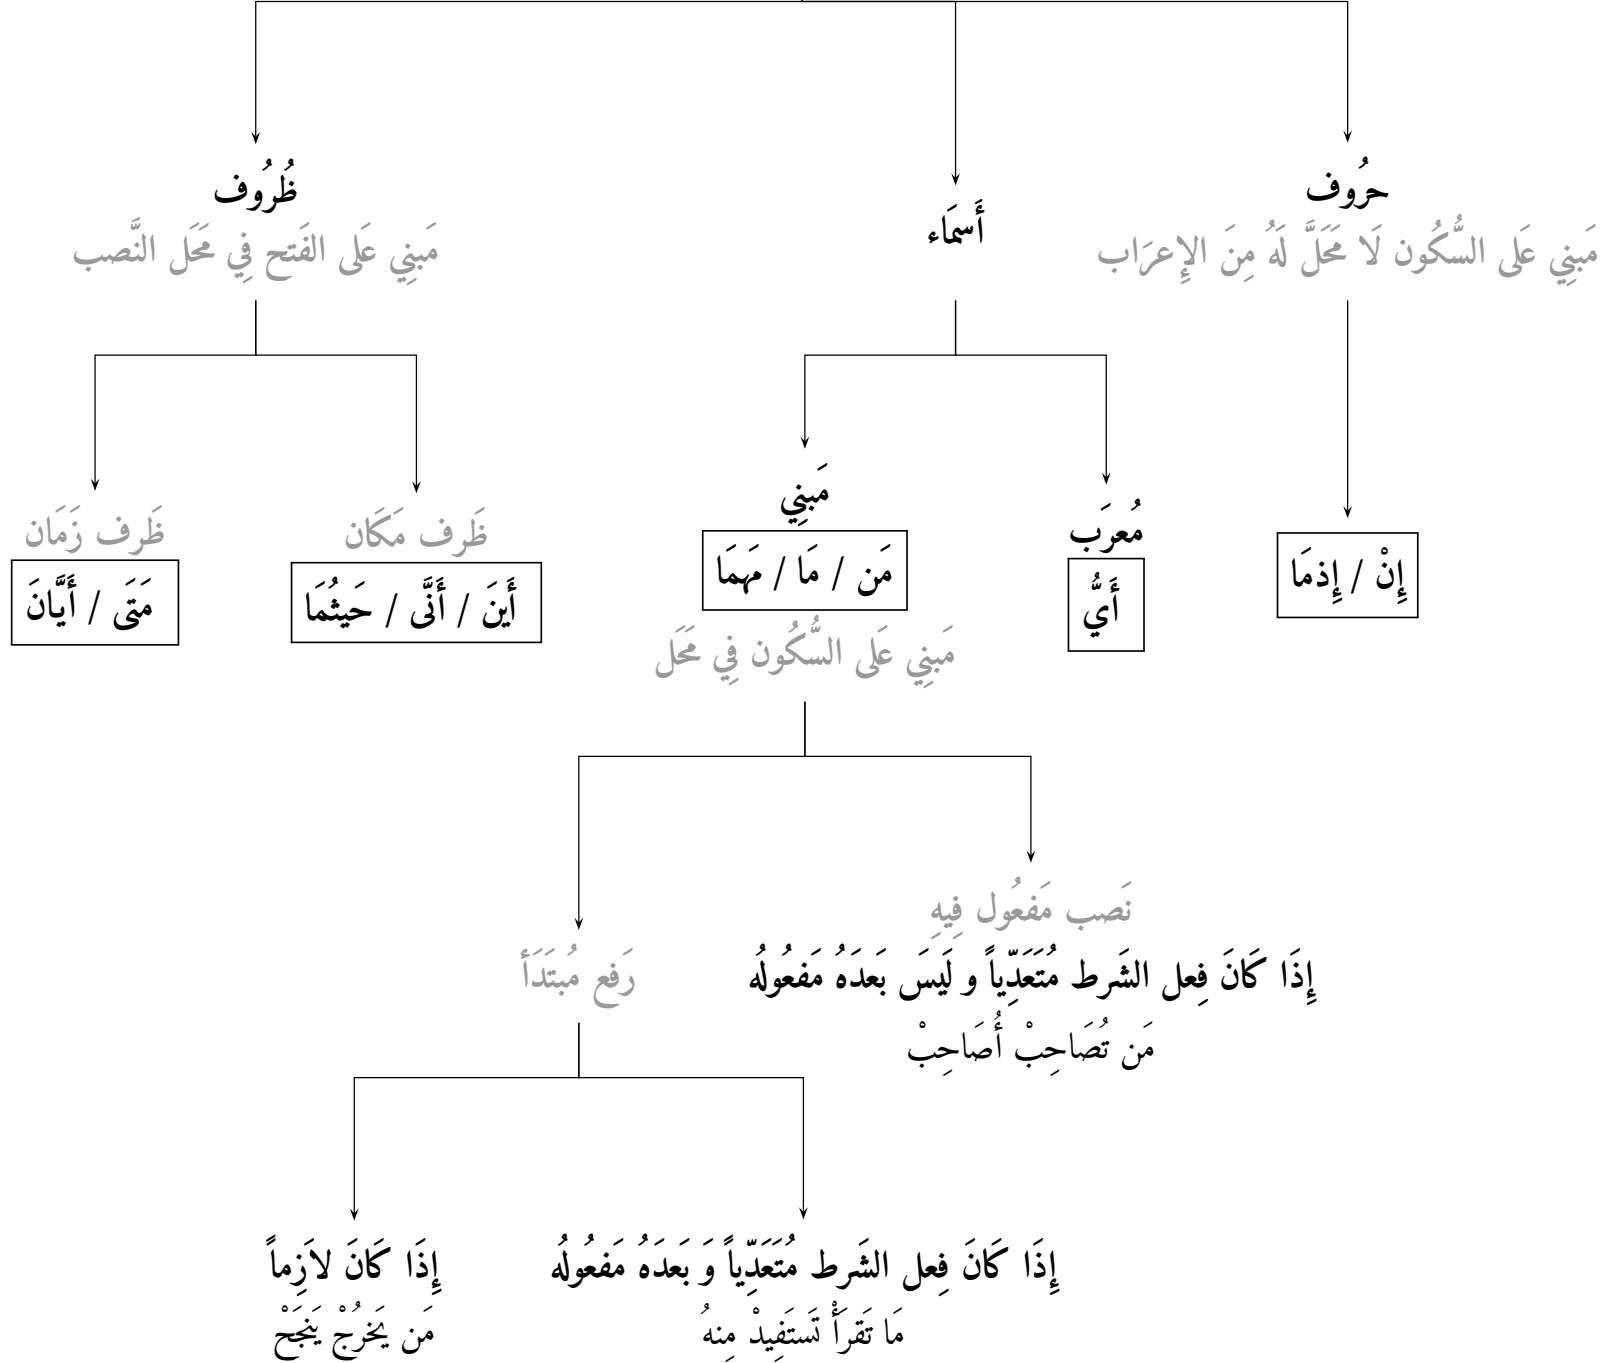 حرُوف
مَبنِي عَلى السُّكُون لَا مَحَلَّ لَهُ مِنَ الإِعرَاب
إِنْ / إِذمَا
أَسمَاء
مُعرَب
أَيُّ
مَبنِي
مَن / مَا / مَهمَا
مَبنِي عَلى السُّكُون فِي مَحَل
نَصب مَفعُول فِيهِ
إِذَا كَانَ فِعل الشَرط مُتَعَدِّياً و لَيسَ بَعدَهُ مَفعُولُه
مَن تُصَاحِبْ أُصَاحِبْ
رَفع مُبتَدَأ
إِذَا كَانَ فِعل الشَرط مُتَعَدِّياً وَ بَعدَهُ مَفعُولُه
مَا تَقرَأْ تَستَفِيدْ مِنهُ
إِذَا كَانَ لاَزِماً
مَن يَخرُجْ يَنجَحْ
ظُرُوف
مَبنِي عَلى الفَتح فِي مَحَل النَّصب
ظَرف مَكَان
أَينَ / أَنَّى / حَيثُمَا
ظَرف زَمَان
مَتَى / أَيَّانَ